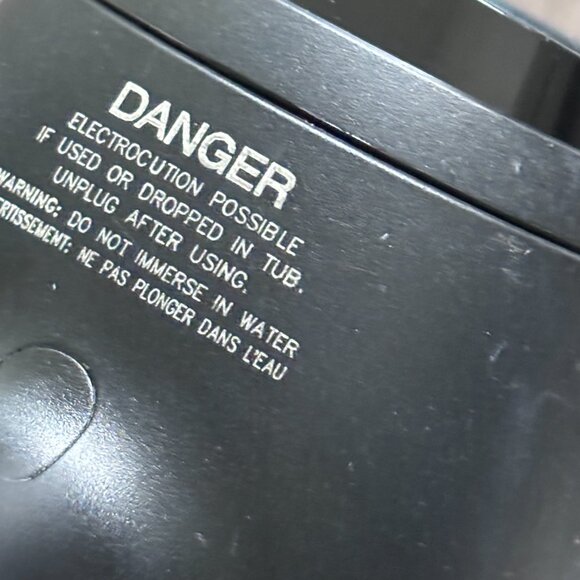 DANGER
ELECTROCUTION POSSIBLE
IF USED OR DROPPED IN TUB.
UNPLUG AFTER USING.
WARNING: DO NOT IMMERSE IN WATER
NE PAS PLONGER DANS L'EAU